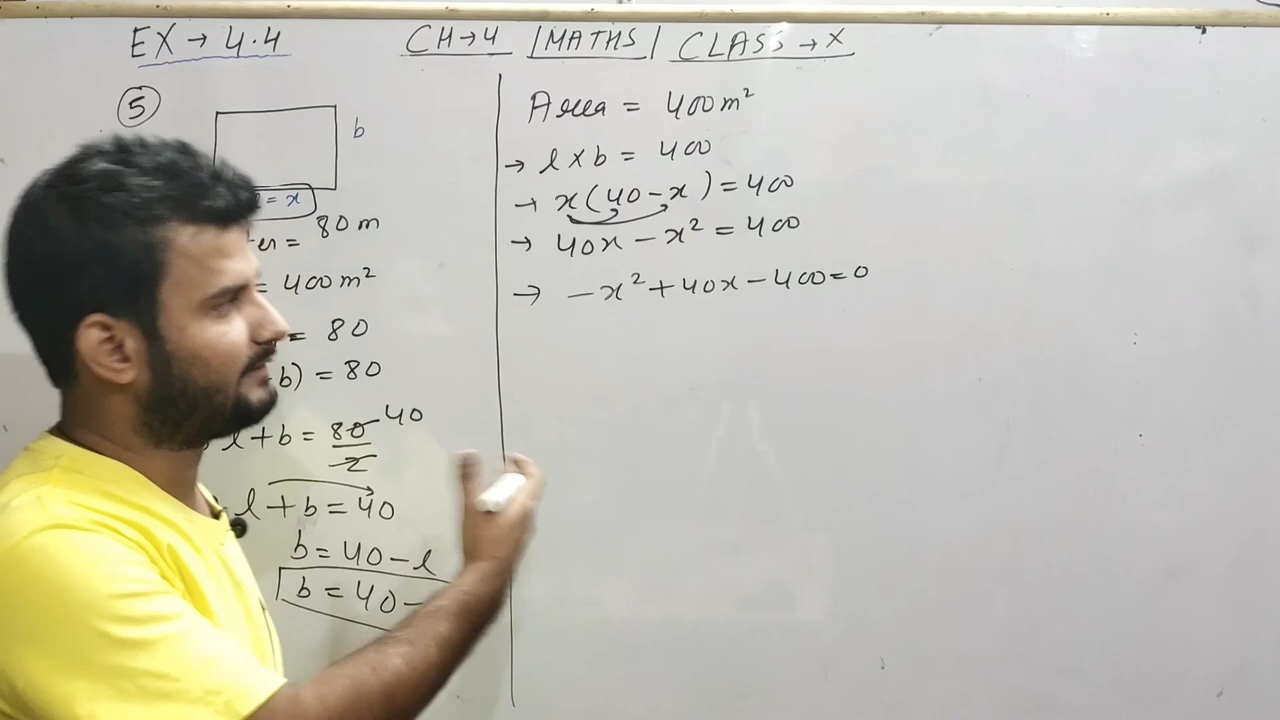 EX → 4.4 CH→4 |MATHS| CLASS → X
5
b
= x
= 80 m
= 400 m²
= 80
b) = 80
l + b = 80/2 40
l + b = 40
b = 40 - l
b = 40 -
Area = 400 m²
→ l × b = 400
→ x(40 - x) = 400
→ 40x - x² = 400
→ -x² + 40x - 400 = 0